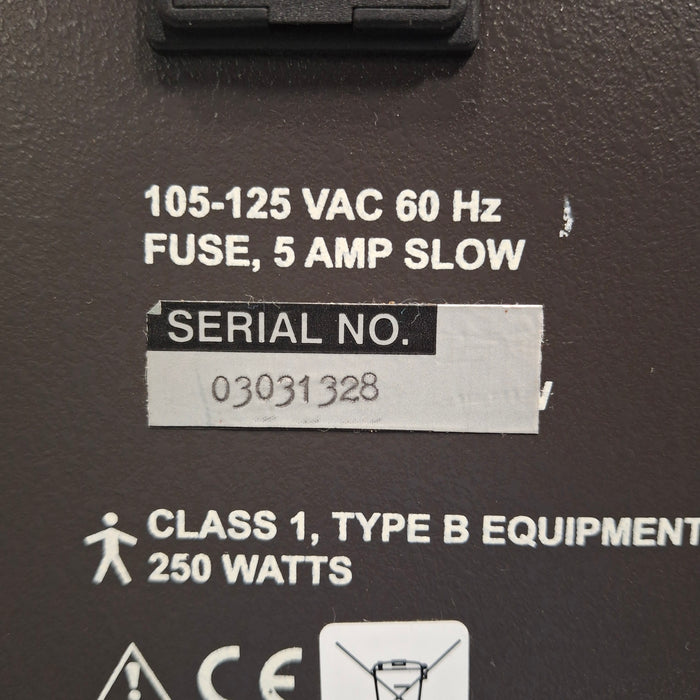 105-125 VAC 60 Hz
FUSE, 5 AMP SLOW
SERIAL NO.
03031328
CLASS 1, TYPE B EQUIPMENT
250 WATTS
CE